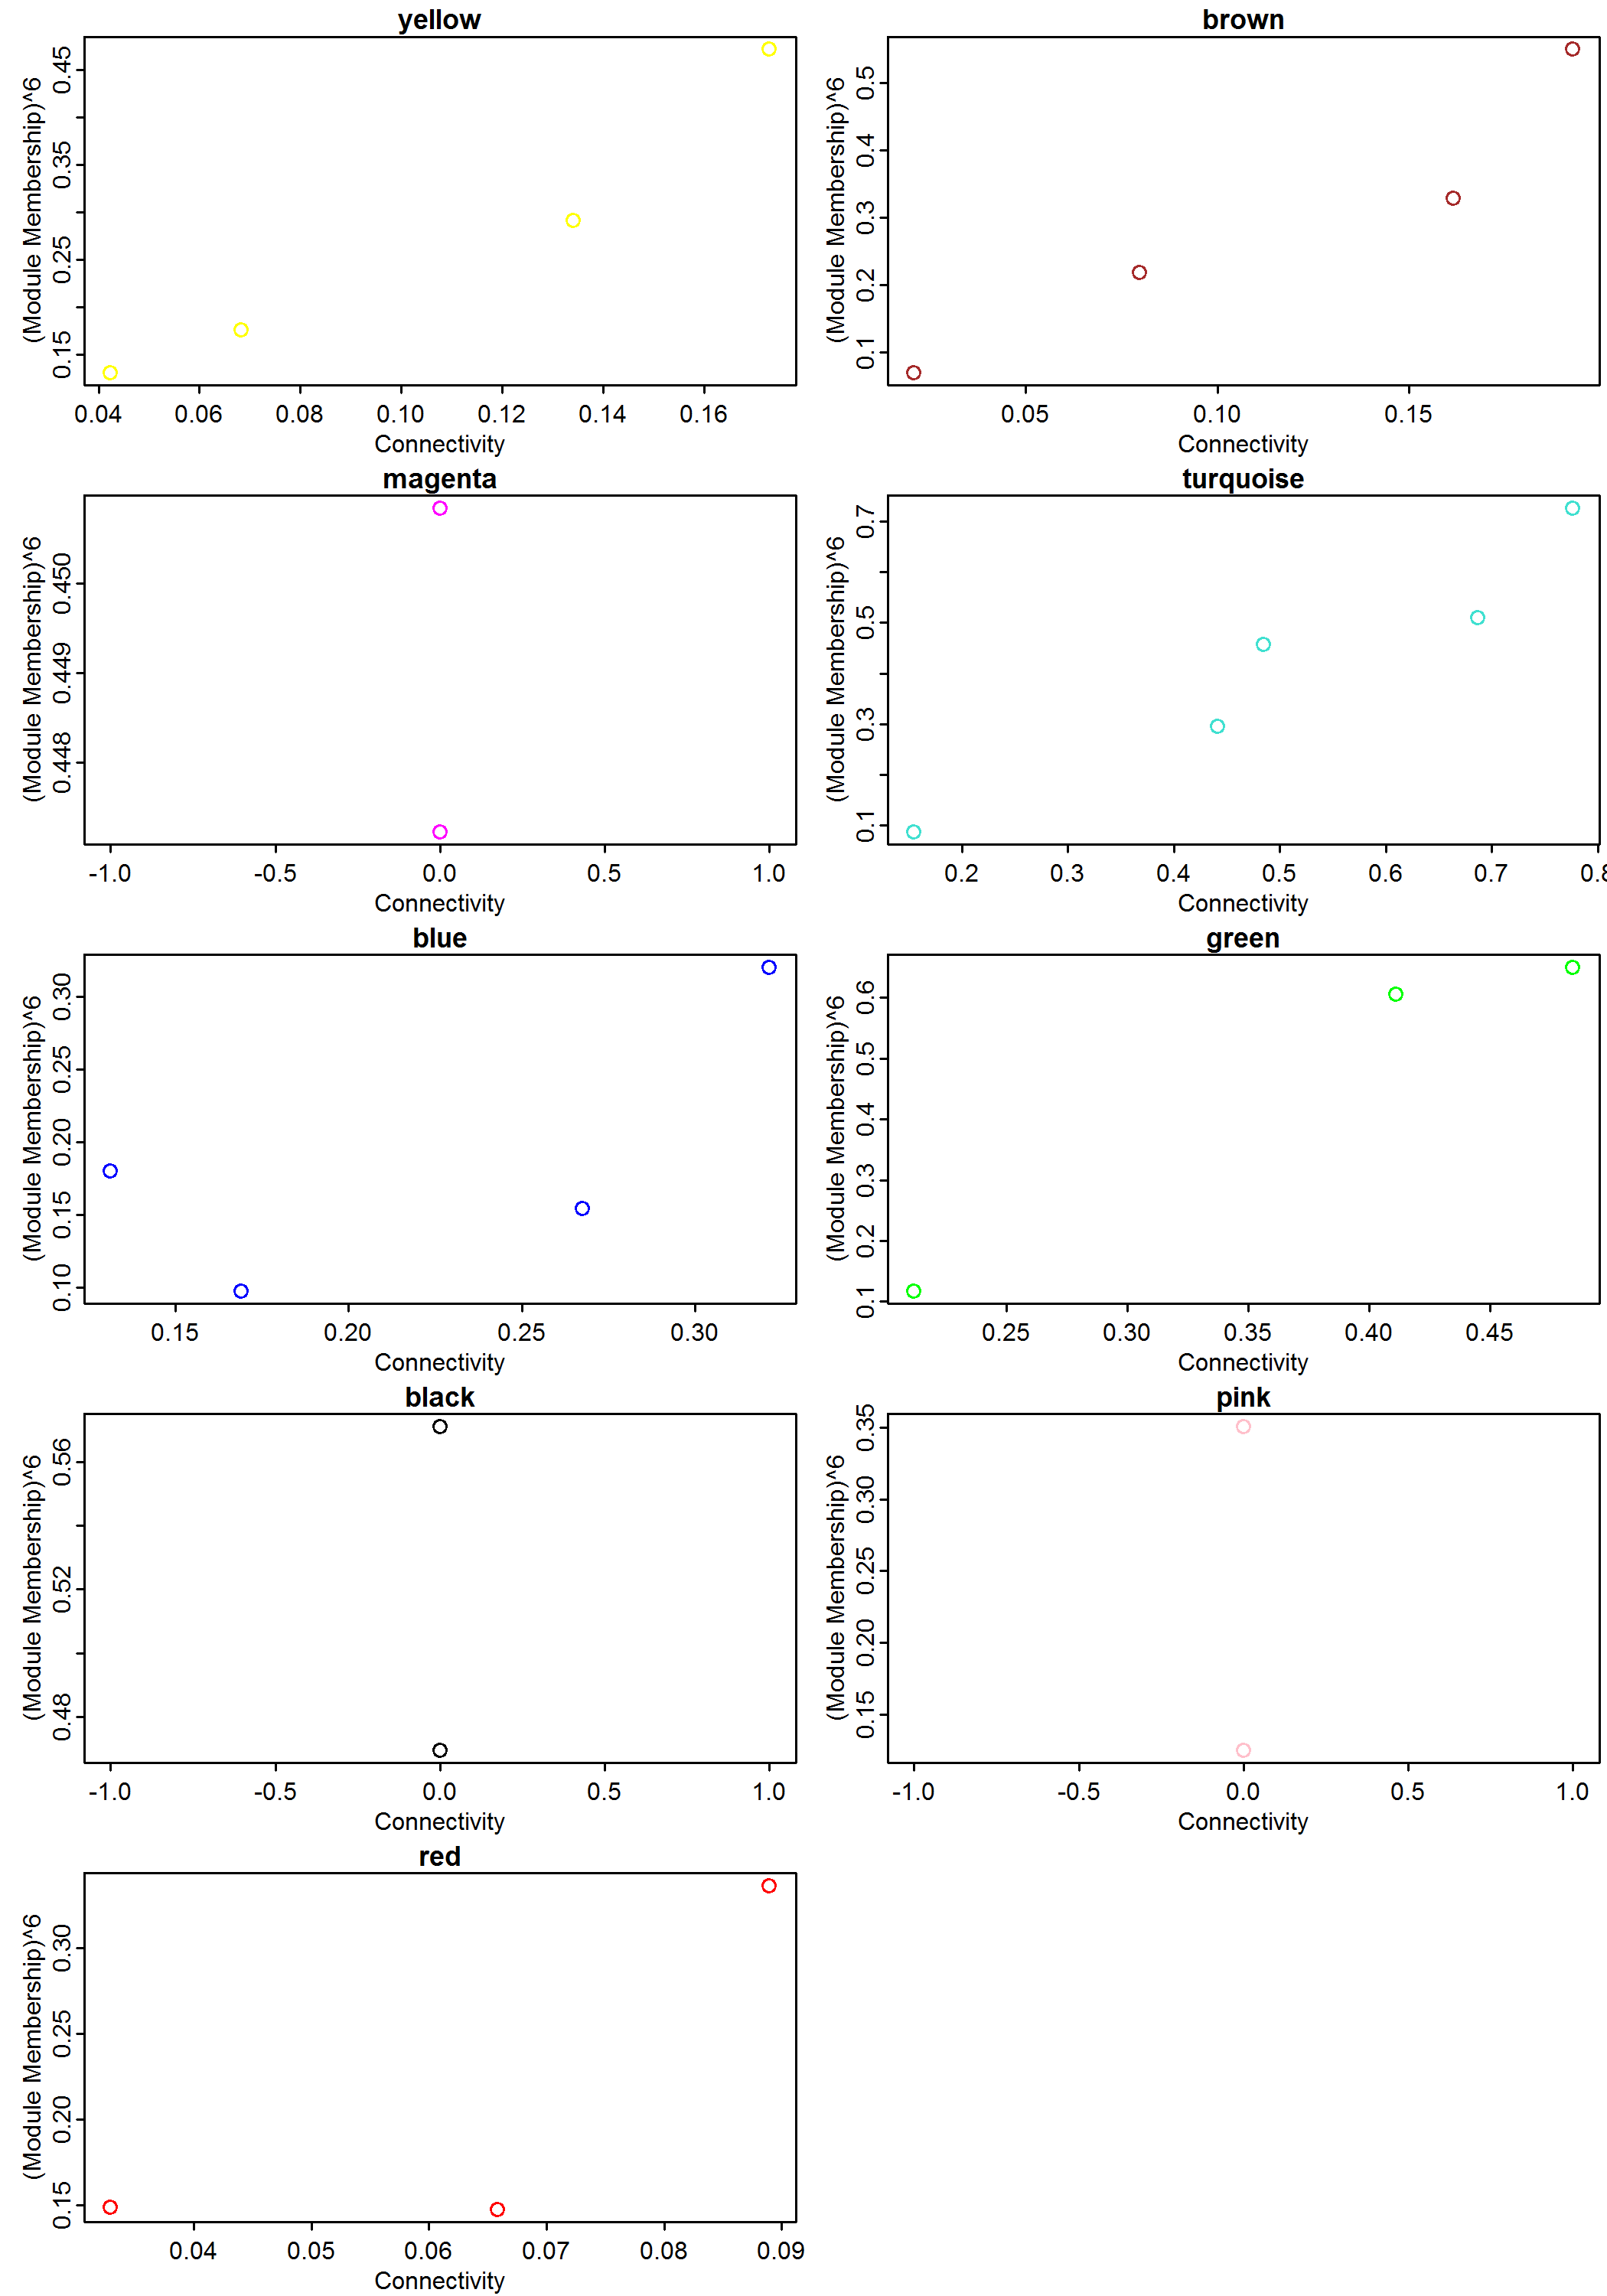 yellow
(Module Membership)^6
0.15 0.25 0.35 0.45
0.04 0.06 0.08 0.10 0.12 0.14 0.16
Connectivity
brown
(Module Membership)^6
0.1 0.2 0.3 0.4 0.5
0.05 0.10 0.15
Connectivity
magenta
(Module Membership)^6
0.448 0.449 0.450
-1.0 -0.5 0.0 0.5 1.0
Connectivity
turquoise
(Module Membership)^6
0.1 0.3 0.5 0.7
0.2 0.3 0.4 0.5 0.6 0.7 0.8
Connectivity
blue
(Module Membership)^6
0.10 0.15 0.20 0.25 0.30
0.15 0.20 0.25 0.30
Connectivity
green
(Module Membership)^6
0.1 0.2 0.3 0.4 0.5 0.6
0.25 0.30 0.35 0.40 0.45
Connectivity
black
(Module Membership)^6
0.48 0.52 0.56
-1.0 -0.5 0.0 0.5 1.0
Connectivity
pink
(Module Membership)^6
0.15 0.20 0.25 0.30 0.35
-1.0 -0.5 0.0 0.5 1.0
Connectivity
red
(Module Membership)^6
0.15 0.20 0.25 0.30
0.04 0.05 0.06 0.07 0.08 0.09
Connectivity